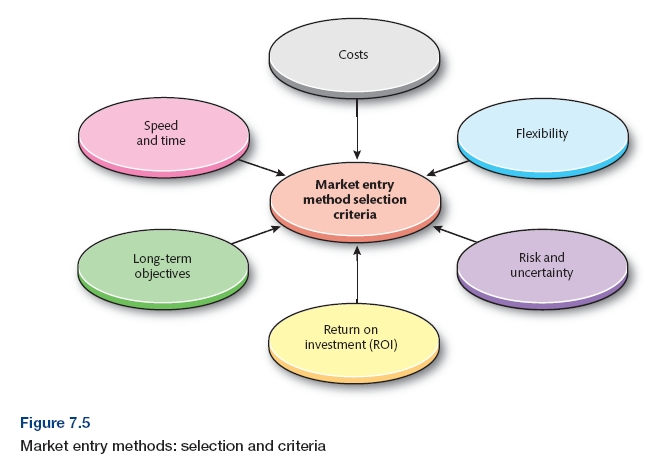 Costs
Speed
and time
Flexibility
Market entry
method selection
criteria
Long-term
objectives
Risk and
uncertainty
Return on
investment (ROI)
Figure 7.5
Market entry methods: selection and criteria